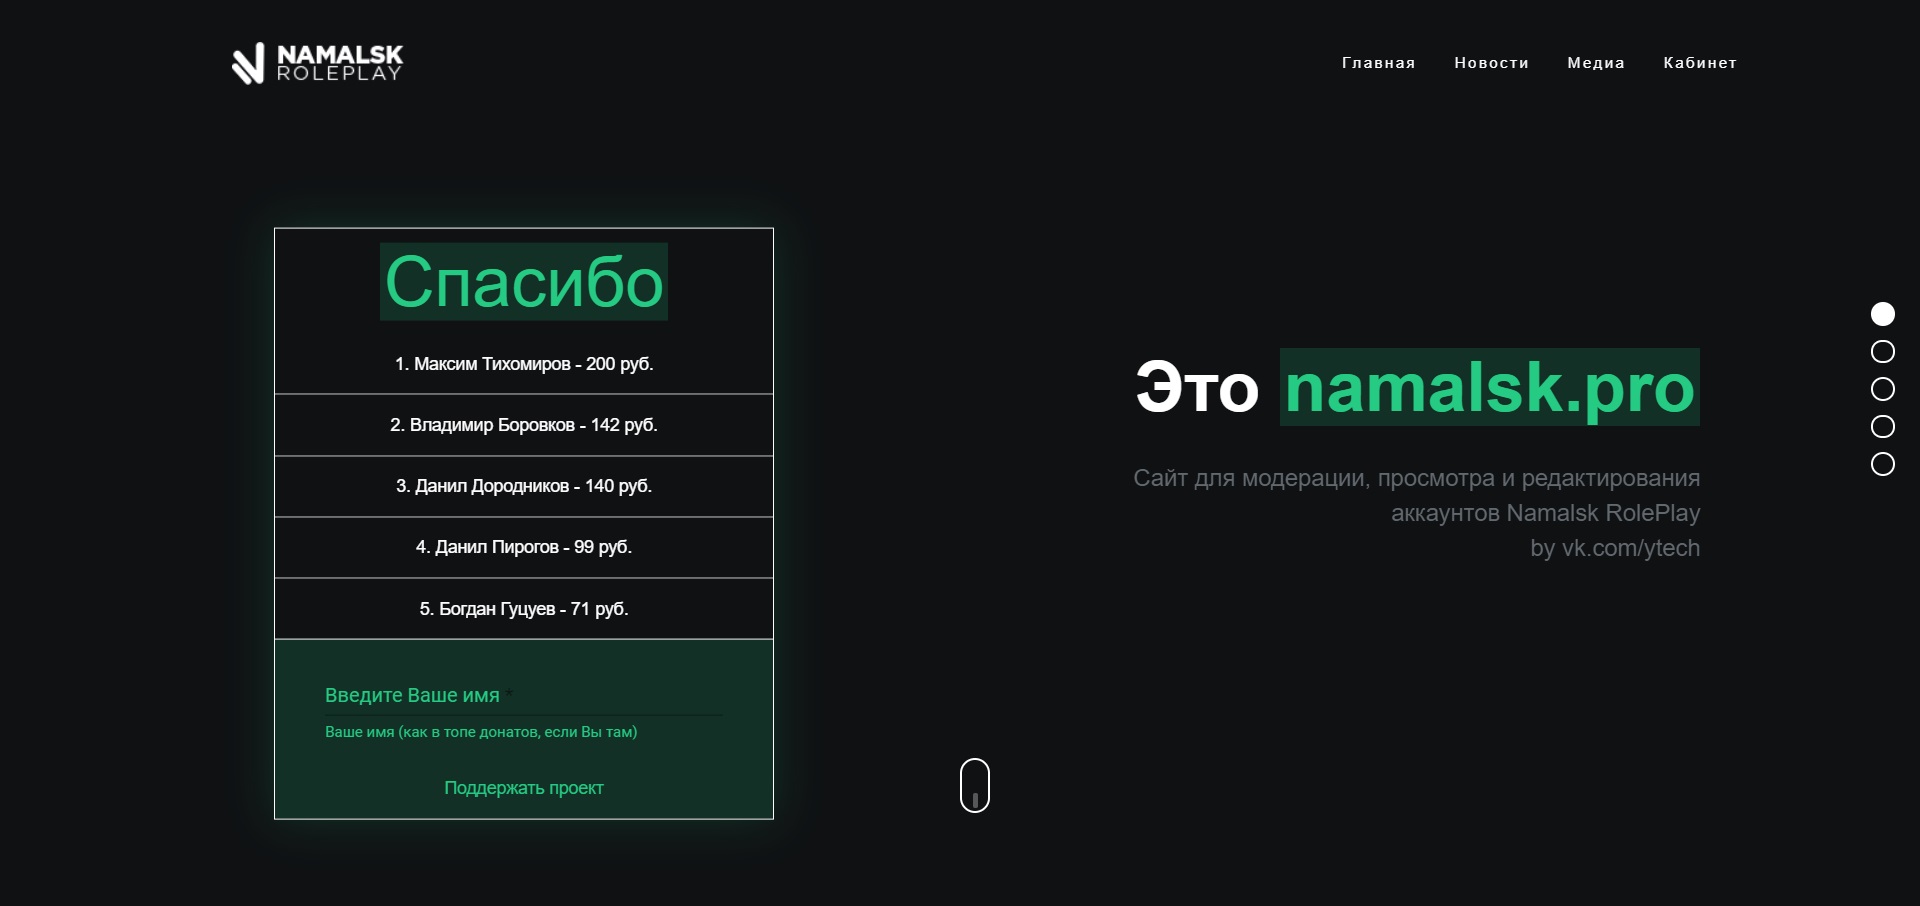 NAMALSK
ROLEPLAY
Главная Новости Медиа Кабинет
Спасибо
1. Максим Тихомиров - 200 руб.
2. Владимир Боровков - 142 руб.
3. Данил Дородников - 140 руб.
4. Данил Пирогов - 99 руб.
5. Богдан Гуцуев - 71 руб.
Введите Ваше имя *
Ваше имя (как в топе донатов, если Вы там)
Поддержать проект
Это namalsk.pro
Сайт для модерации, просмотра и редактирования
аккаунтов Namalsk RolePlay
by vk.com/ytech